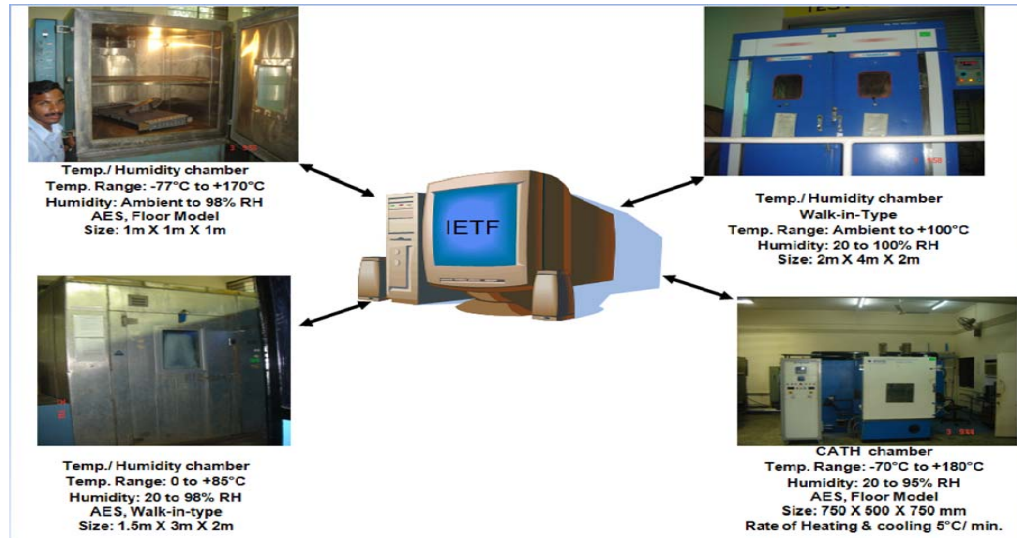 TEST
Temp./ Humidity chamber
Temp. Range: -77°C to +170°C
Humidity: Ambient to 98% RH
AES, Floor Model
Size: 1m X 1m X 1m
IETF
Temp./ Humidity chamber
Walk-in-Type
Temp. Range: Ambient to +100°C
Humidity: 20 to 100% RH
Size: 2m X 4m X 2m
Temp./ Humidity chamber
Temp. Range: 0 to +85°C
Humidity: 20 to 98% RH
AES, Walk-in-type
Size: 1.5m X 3m X 2m
CATH chamber
Temp. Range: -70°C to +180°C
Humidity: 20 to 95% RH
AES, Floor Model
Size: 750 X 500 X 750 mm
Rate of Heating & cooling 5°C/ min.